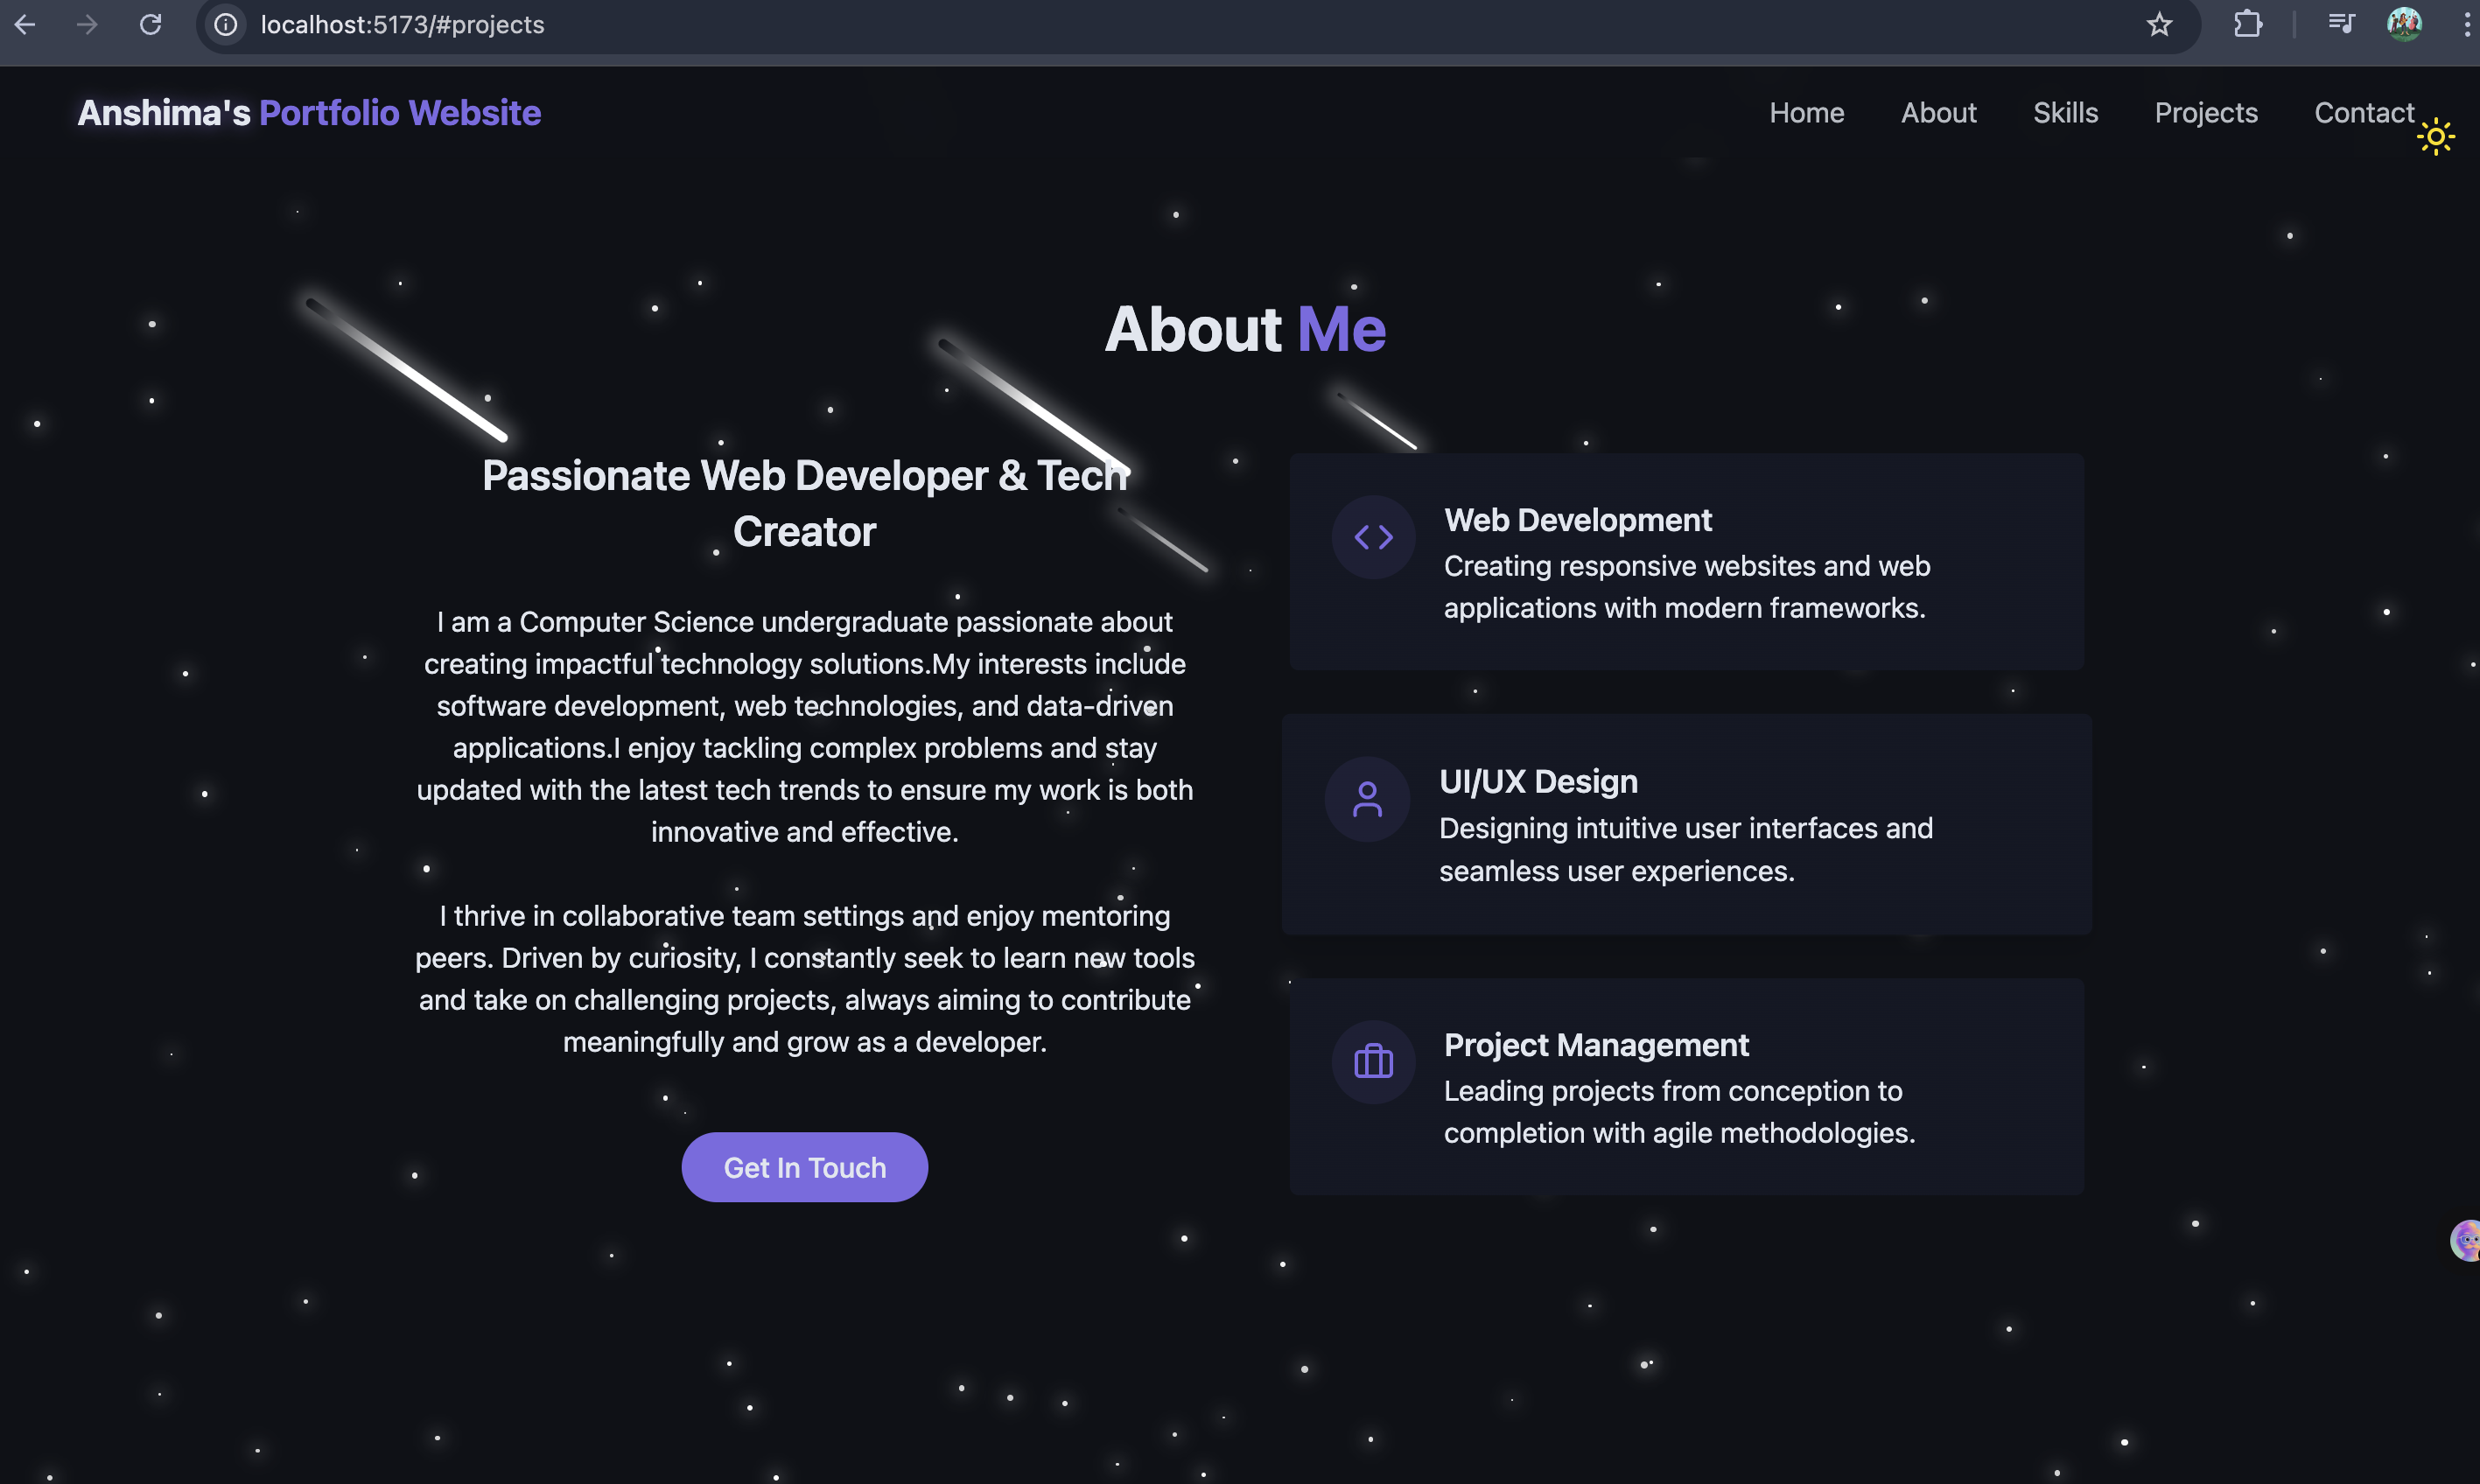 localhost:5173/#projects
Anshima's Portfolio Website
Home
About
Skills
Projects
Contact
About Me
Passionate Web Developer & Tech
Creator
I am a Computer Science undergraduate passionate about
creating impactful technology solutions.My interests include
software development, web technologies, and data-driven
applications.I enjoy tackling complex problems and stay
updated with the latest tech trends to ensure my work is both
innovative and effective.
I thrive in collaborative team settings and enjoy mentoring
peers. Driven by curiosity, I constantly seek to learn new tools
and take on challenging projects, always aiming to contribute
meaningfully and grow as a developer.
Get In Touch
Web Development
Creating responsive websites and web
applications with modern frameworks.
UI/UX Design
Designing intuitive user interfaces and
seamless user experiences.
Project Management
Leading projects from conception to
completion with agile methodologies.